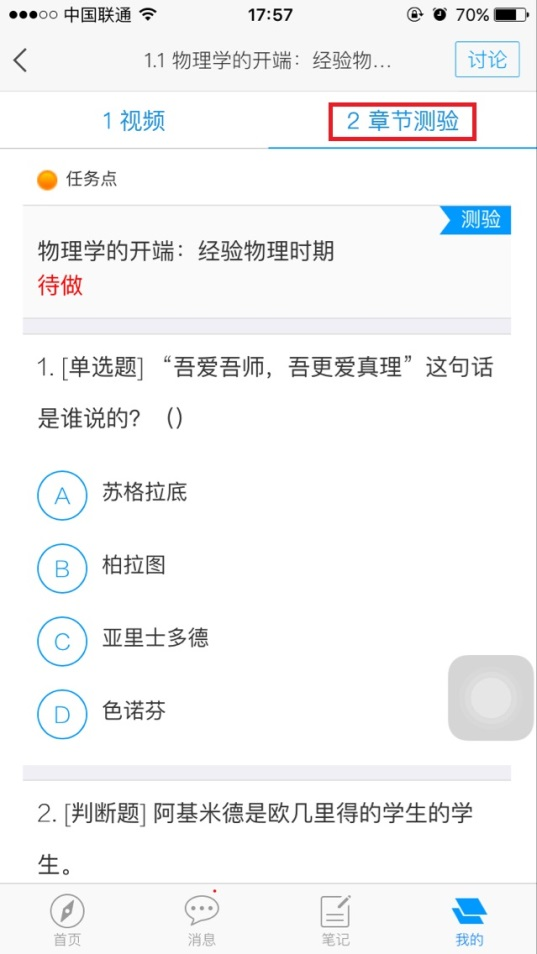 中国联通 17:57 70%
1.1 物理学的开端：经验物... 讨论
1 视频 2 章节测验
任务点
测验
物理学的开端：经验物理时期
待做
1. [单选题] “吾爱吾师，吾更爱真理”这句话
是谁说的？（）
A 苏格拉底
B 柏拉图
C 亚里士多德
D 色诺芬
2. [判断题] 阿基米德是欧几里得的学生的学
生。
首页 消息 笔记 我的